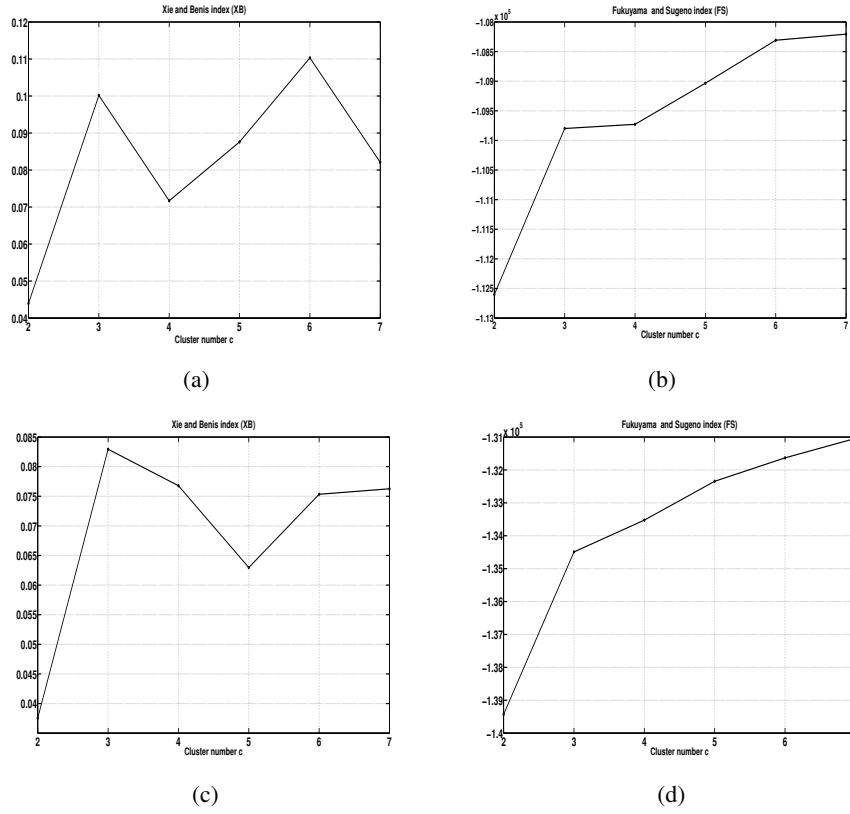 Xie and Benis index (XB)
0.12
0.11
0.1
0.09
0.08
0.07
0.06
0.05
0.04
2 3 4 5 6 7
Cluster number c
(a)
Fukuyama and Sugeno index (FS)
x 10^5
−1.08
−1.085
−1.09
−1.095
−1.1
−1.105
−1.11
−1.115
−1.12
−1.125
−1.13
2 3 4 5 6 7
Cluster number c
(b)
Xie and Benis index (XB)
0.085
0.08
0.075
0.07
0.065
0.06
0.055
0.05
0.045
0.04
2 3 4 5 6 7
Cluster number c
(c)
Fukuyama and Sugeno index (FS)
x 10^5
−1.31
−1.32
−1.33
−1.34
−1.35
−1.36
−1.37
−1.38
−1.39
−1.4
2 3 4 5 6
Cluster number c
(d)